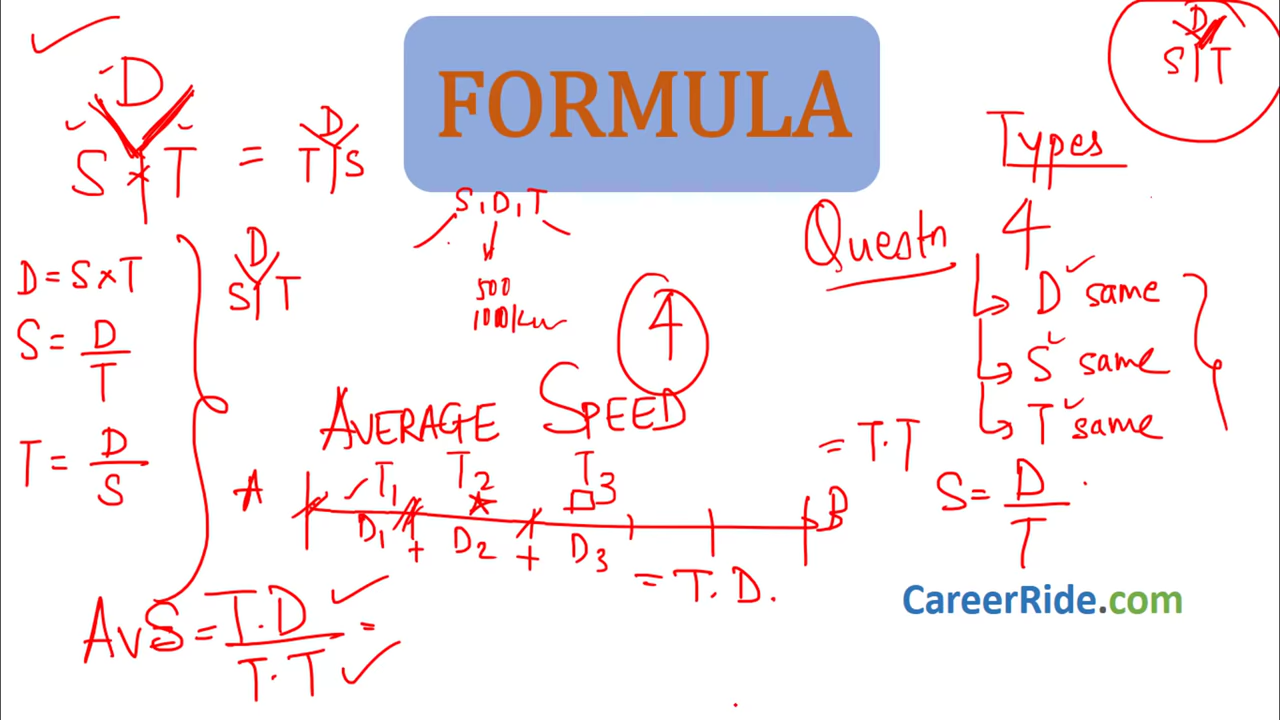 FORMULA
D
S × T = D
T | S
D = S × T
S = D
T
T = D
S
D
S | T
S, D, T
500
1000/km
4
AVERAGE SPEED
T1 T2 T3 = T.T
A B
D1 + D2 + D3 = T.D.
AvS = T.D =
T.T
D
S | T
Types
Questn 4
D same
S same
T same
S = D
T
CareerRide.com